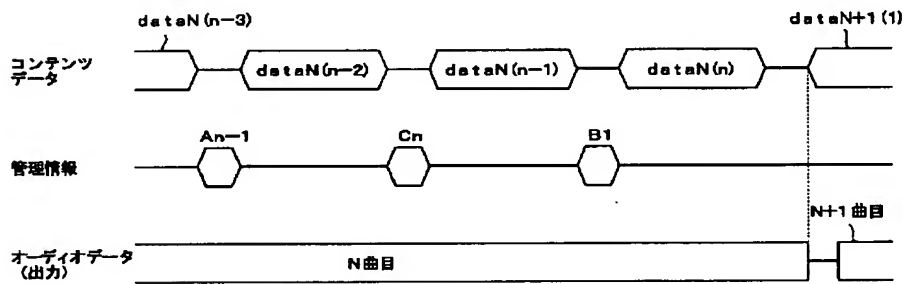 dataN(n-3)
dataN+1(1)
コンテンツ
データ
dataN(n-2)
dataN(n-1)
dataN(n)
An-1
Cn
B1
管理情報
N+1曲目
オーディオデータ
(出力)
N曲目